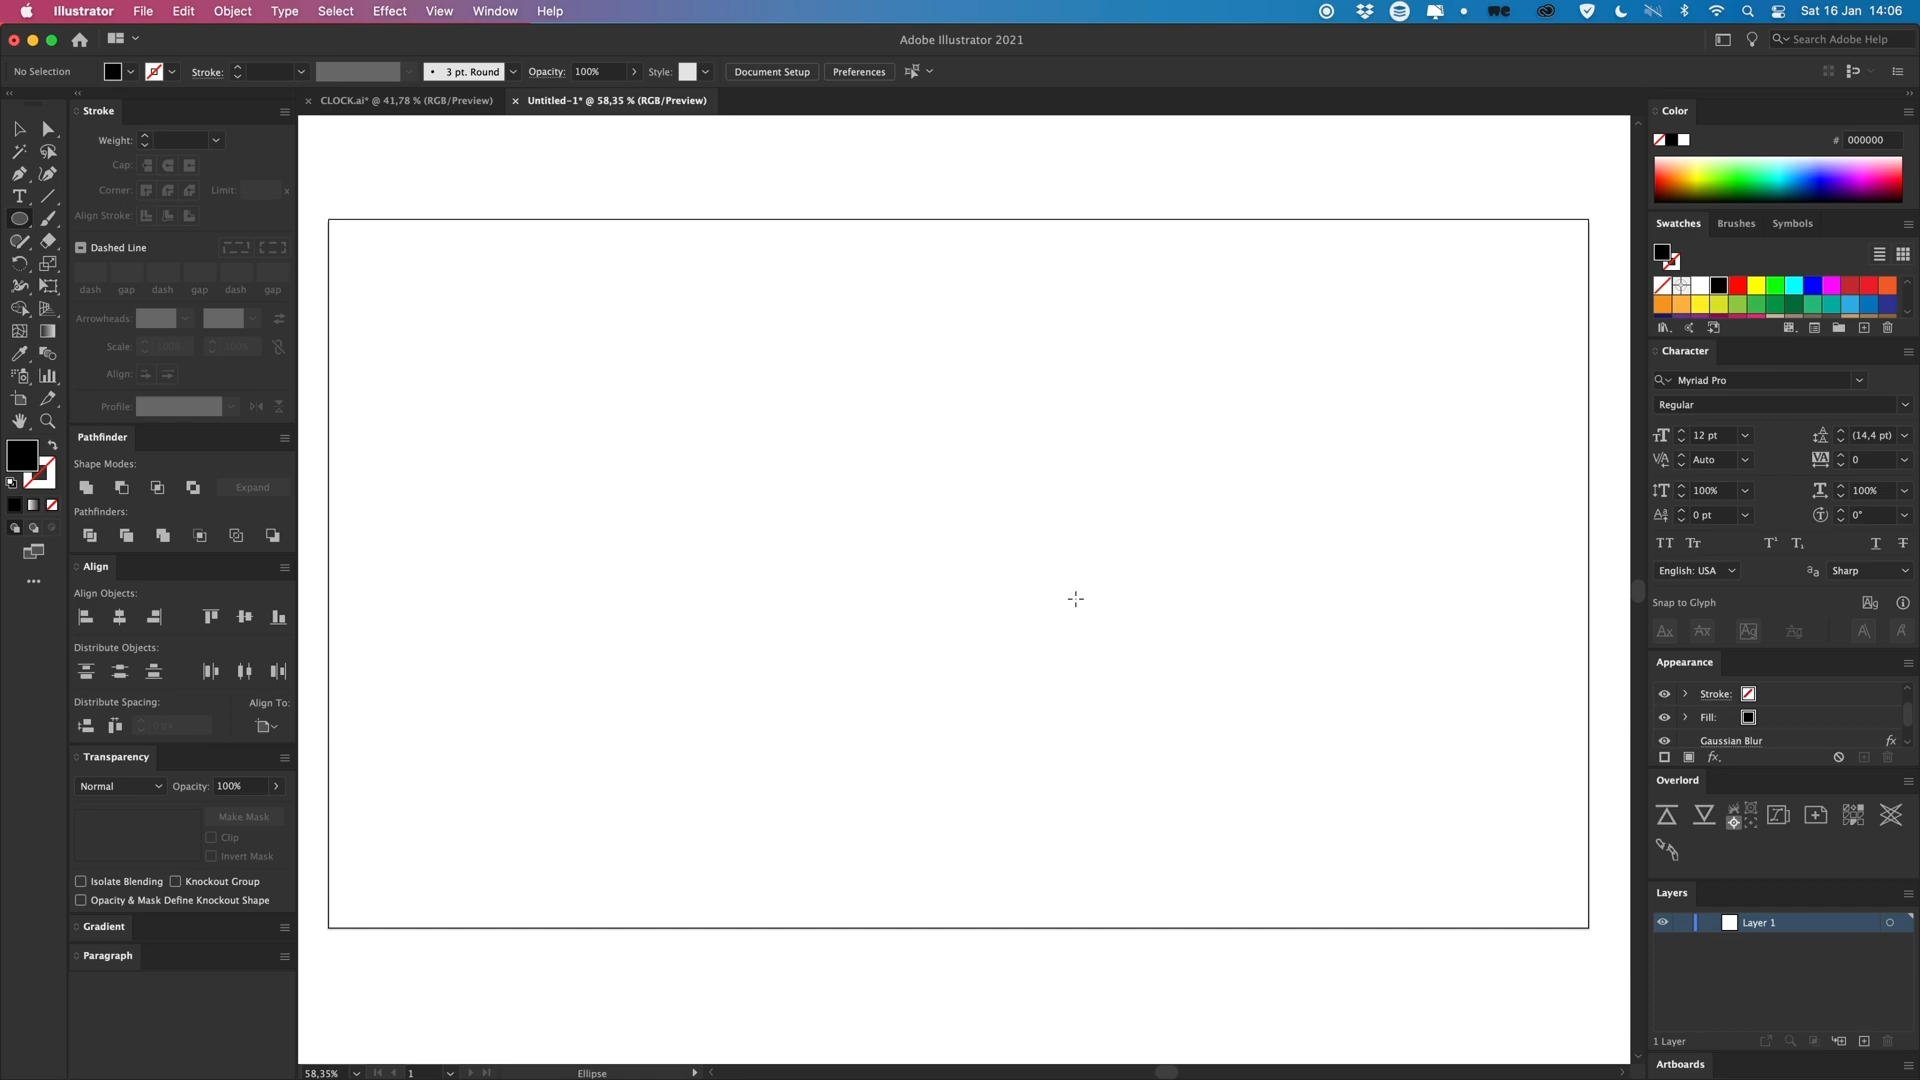 Illustrator File Edit Object Type Select Effect View Window Help
Sat 16 Jan 14:06
Adobe Illustrator 2021
Search Adobe Help
No Selection
Stroke:
3 pt. Round
Opacity: 100%
Style:
Document Setup
Preferences
CLOCK.ai* @ 41,78 % (RGB/Preview)
Untitled-1* @ 58,35 % (RGB/Preview)
Stroke
Weight:
Cap:
Corner:
Limit:
x
Align Stroke:
Dashed Line
dash gap dash gap dash gap
Arrowheads:
Scale: 100% 100%
Align:
Profile:
Pathfinder
Shape Modes:
Expand
Pathfinders:
Align
Align Objects:
Distribute Objects:
Distribute Spacing:
Align To:
0 px
Transparency
Normal
Opacity: 100%
Make Mask
Clip
Invert Mask
Isolate Blending
Knockout Group
Opacity & Mask Define Knockout Shape
Gradient
Paragraph
58,35%
1
Ellipse
Color
# 000000
Swatches Brushes Symbols
Character
Myriad Pro
Regular
12 pt
(14,4 pt)
Auto
0
100%
100%
0 pt
0°
English: USA
Sharp
Snap to Glyph
Appearance
Stroke:
Fill:
Gaussian Blur
fx
Overlord
Layers
Layer 1
1 Layer
Artboards